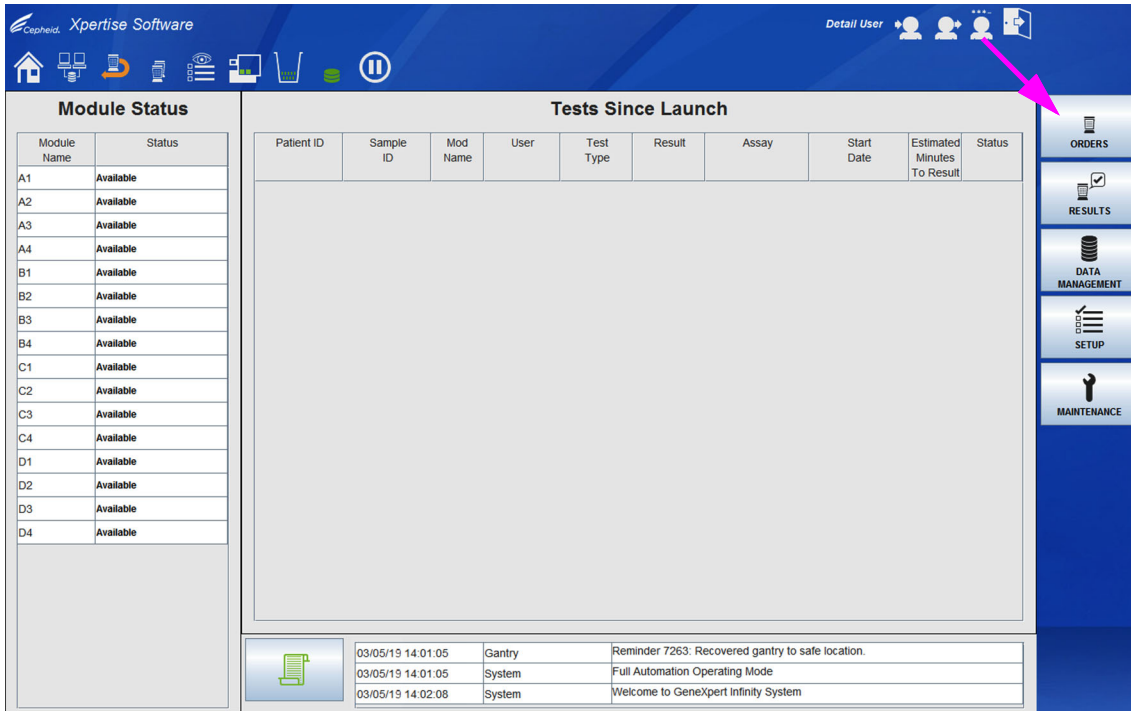 Cepheid. Xpertise Software
Detail User
Module Status
Module Name
Status
A1 Available
A2 Available
A3 Available
A4 Available
B1 Available
B2 Available
B3 Available
B4 Available
C1 Available
C2 Available
C3 Available
C4 Available
D1 Available
D2 Available
D3 Available
D4 Available
Tests Since Launch
Patient ID
Sample ID
Mod Name
User
Test Type
Result
Assay
Start Date
Estimated Minutes To Result
Status
03/05/19 14:01:05 Gantry Reminder 7263: Recovered gantry to safe location.
03/05/19 14:01:05 System Full Automation Operating Mode
03/05/19 14:02:08 System Welcome to GeneXpert Infinity System
ORDERS
RESULTS
DATA
MANAGEMENT
SETUP
MAINTENANCE